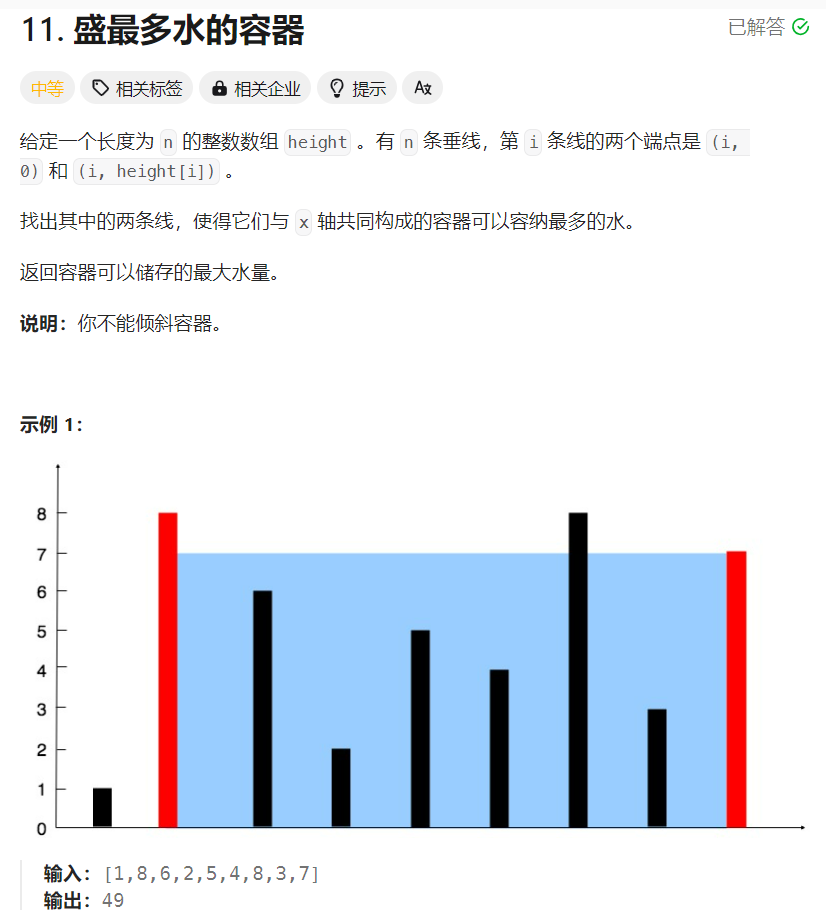 11. 盛最多水的容器
已解答
中等 相关标签 相关企业 提示
给定一个长度为 n 的整数数组 height 。有 n 条垂线，第 i 条线的两个端点是 (i,
0) 和 (i, height[i]) 。
找出其中的两条线，使得它们与 x 轴共同构成的容器可以容纳最多的水。
返回容器可以储存的最大水量。
说明：你不能倾斜容器。
示例 1：
8
7
6
5
4
3
2
1
0
输入：[1,8,6,2,5,4,8,3,7]
输出：49